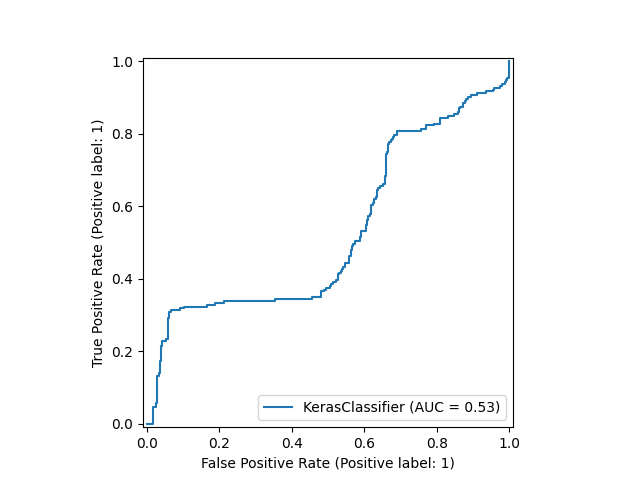 1.0
0.8
0.6
0.4
0.2
0.0
True Positive Rate (Positive label: 1)
KerasClassifier (AUC = 0.53)
0.0 0.2 0.4 0.6 0.8 1.0
False Positive Rate (Positive label: 1)